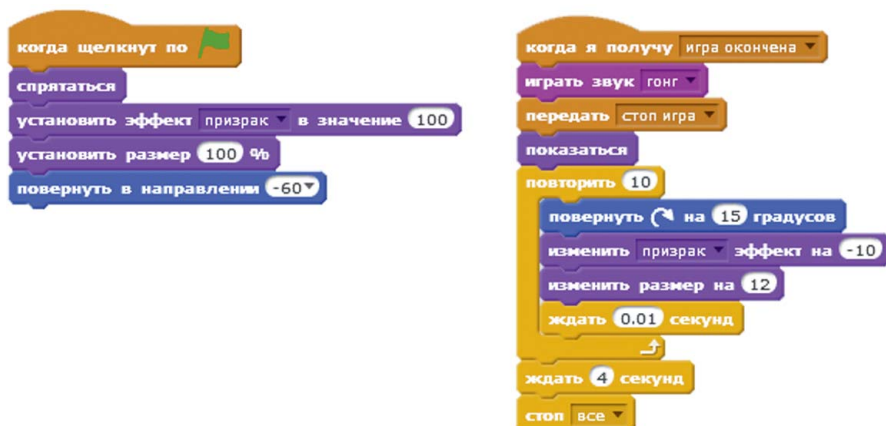 когда щелкнут по
спрятаться
установить эффект призрак в значение 100
установить размер 100 %
повернуть в направлении -60
когда я получу игра окончена
играть звук гонг
передать стоп игра
показаться
повторить 10
повернуть на 15 градусов
изменить призрак эффект на -10
изменить размер на 12
ждать 0.01 секунд
ждать 4 секунд
стоп все